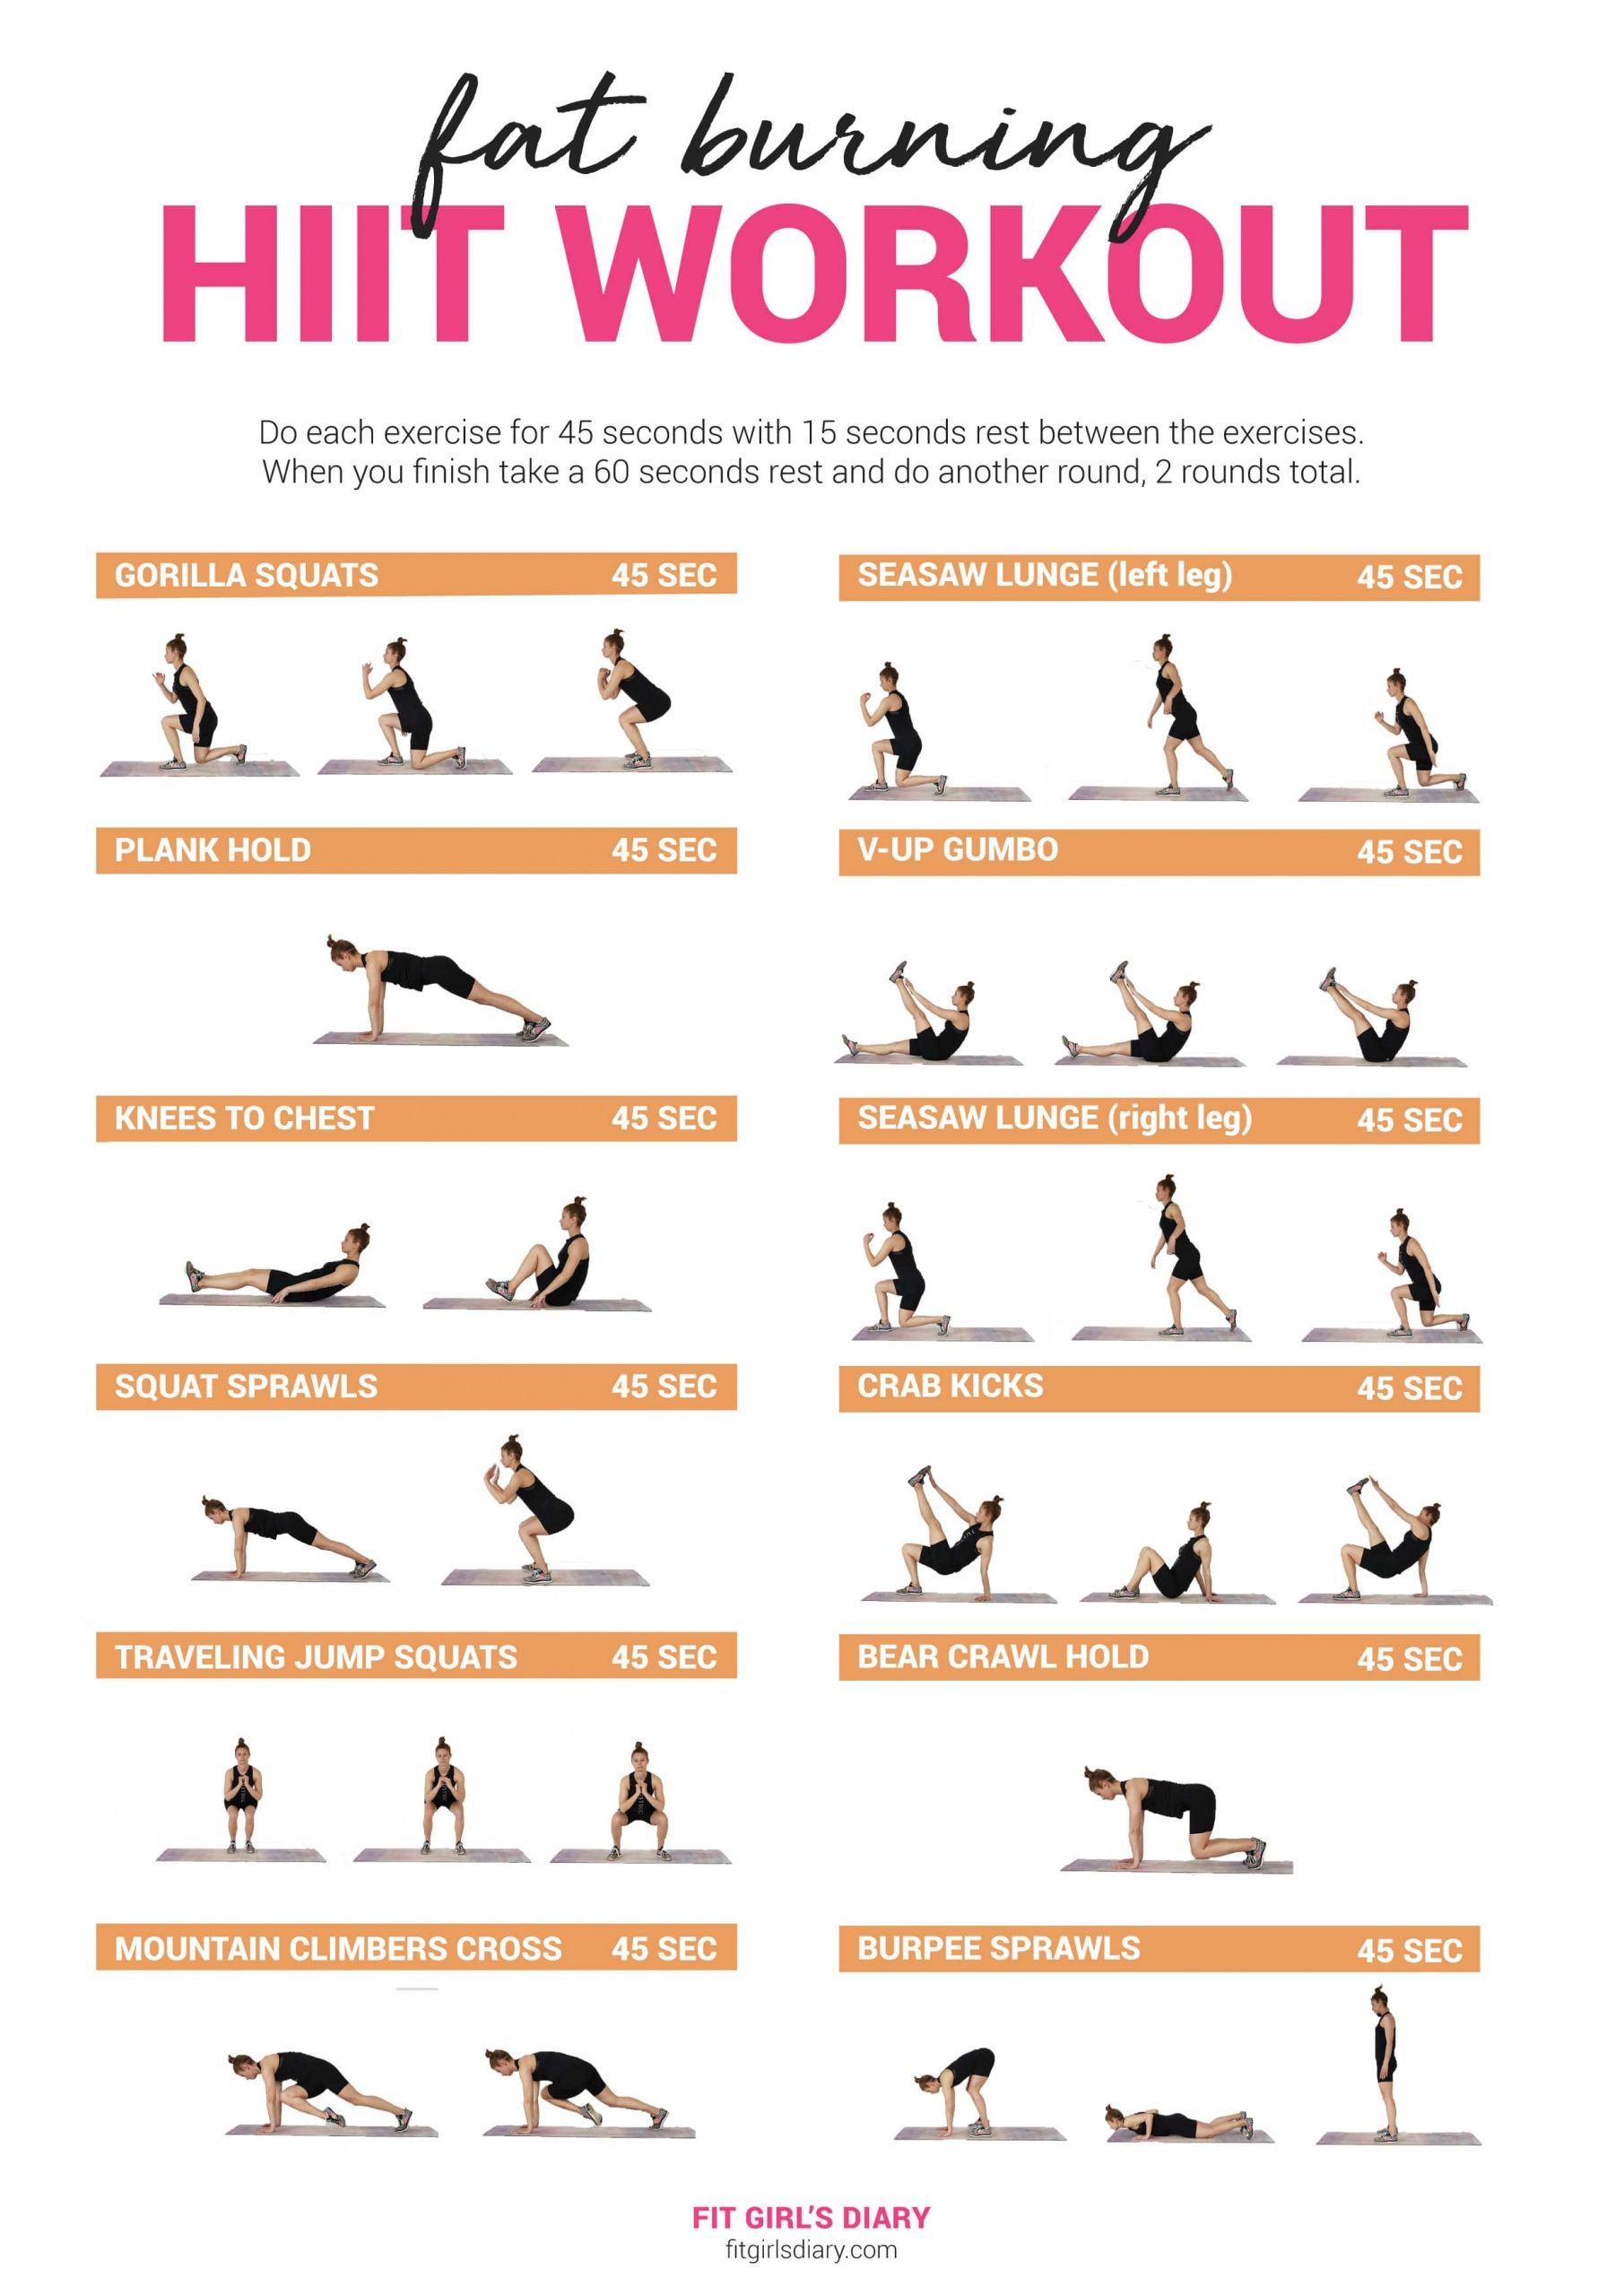 fat burning
HIIT WORKOUT
Do each exercise for 45 seconds with 15 seconds rest between the exercises.
When you finish take a 60 seconds rest and do another round, 2 rounds total.
GORILLA SQUATS 45 SEC
SEASAW LUNGE (left leg) 45 SEC
PLANK HOLD 45 SEC
V-UP GUMBO 45 SEC
KNEES TO CHEST 45 SEC
SEASAW LUNGE (right leg) 45 SEC
SQUAT SPRAWLS 45 SEC
CRAB KICKS 45 SEC
TRAVELING JUMP SQUATS 45 SEC
BEAR CRAWL HOLD 45 SEC
MOUNTAIN CLIMBERS CROSS 45 SEC
BURPEE SPRAWLS 45 SEC
FIT GIRL'S DIARY
fitgirlsdiary.com